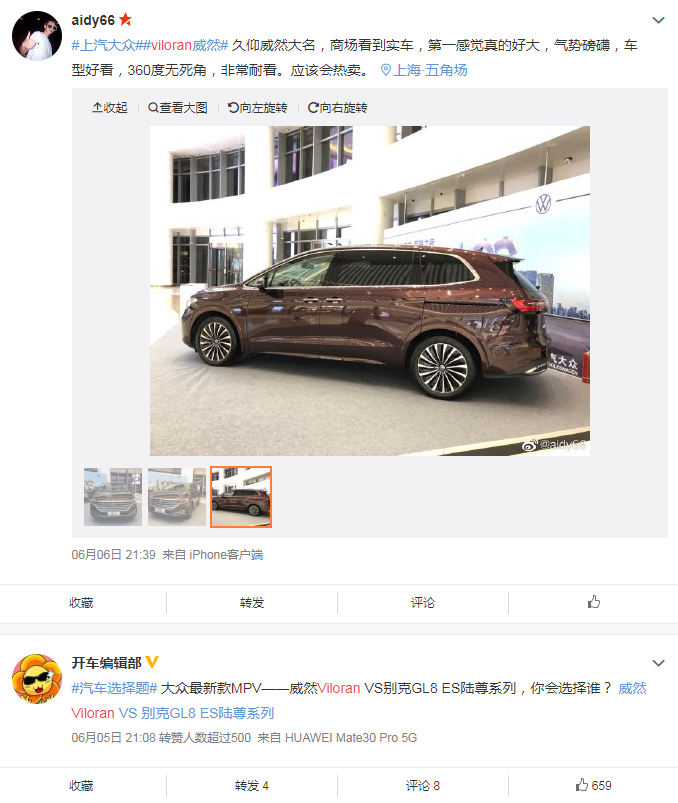 aidy66
#上汽大众##viloran威然# 久仰威然大名，商场看到实车，第一感觉真的好大，气势磅礴，车
型好看，360度无死角，非常耐看。应该会热卖。 上海·五角场
收起 查看大图 向左旋转 向右旋转
气大众
VOLKSWAGEN
@aidy66
06月06日 21:39 来自 iPhone客户端
收藏 转发 评论
开车编辑部
#汽车选择题# 大众最新款MPV——威然Viloran VS别克GL8 ES陆尊系列，你会选择谁？ 威然
Viloran VS 别克GL8 ES陆尊系列
06月05日 21:08 转赞人数超过500 来自 HUAWEI Mate30 Pro 5G
收藏 转发 4 评论 8 659